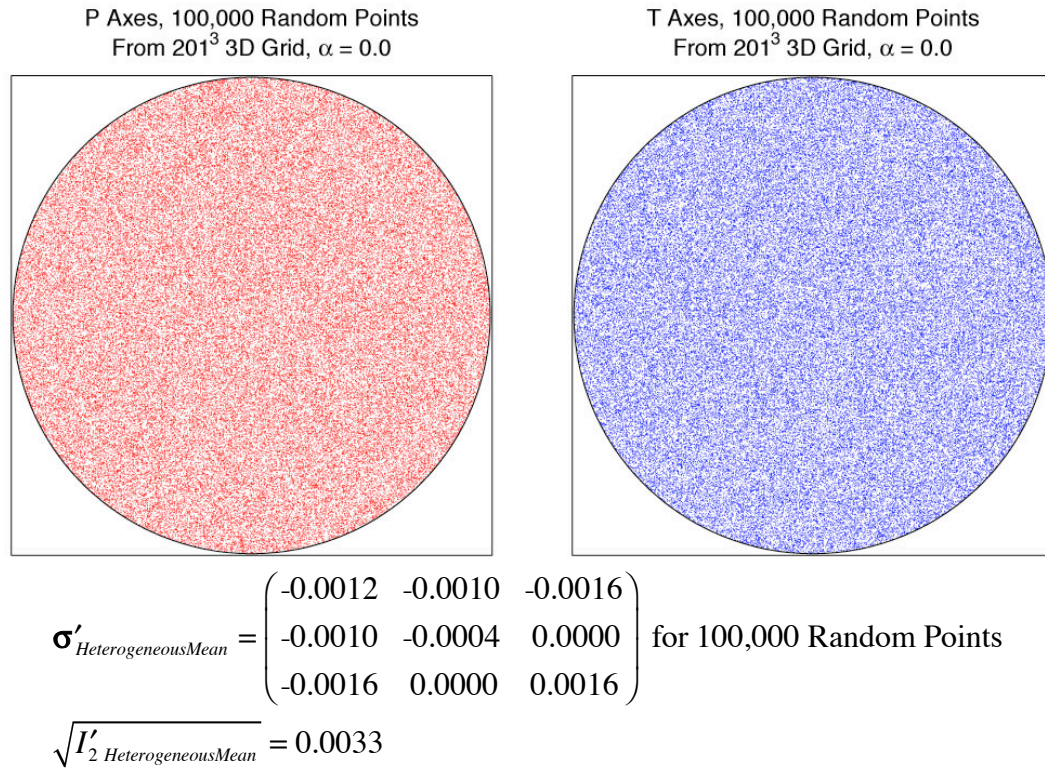 P Axes, 100,000 Random Points
From 201³ 3D Grid, α = 0.0
T Axes, 100,000 Random Points
From 201³ 3D Grid, α = 0.0
-0.0012 -0.0010 -0.0016
σ′HeterogeneousMean = -0.0010 -0.0004 0.0000 for 100,000 Random Points
-0.0016 0.0000 0.0016
√I′2 HeterogeneousMean = 0.0033